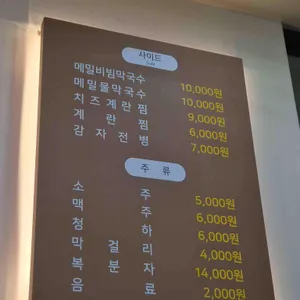 사이드
메밀비빔막국수 10,000원
메밀물막국수 10,000원
치즈계란찜 9,000원
계란찜 6,000원
감자전병 7,000원
주류
소주 5,000원
맥주 6,000원
청하 6,000원
막걸리 4,000원
복분자 14,000원
음료 2,000원